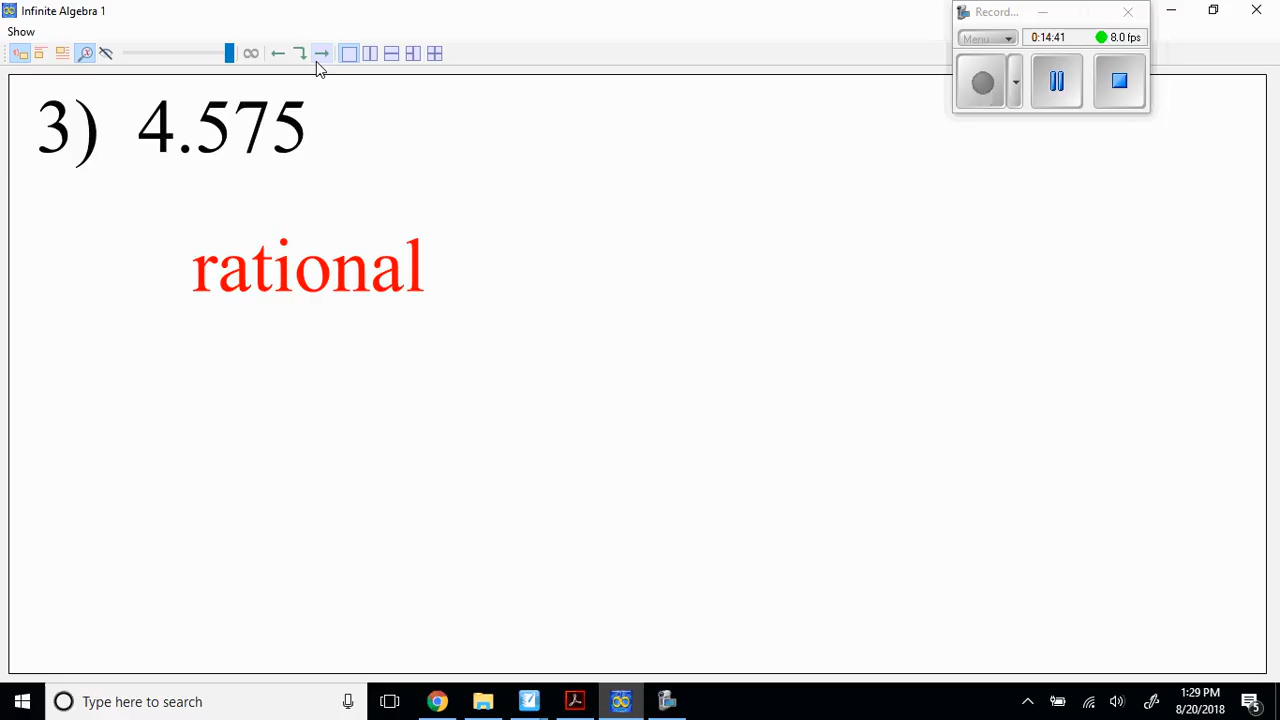 Infinite Algebra 1
Record...
Show
Menu
0:14:41
8.0 fps
3) 4.575
rational
Type here to search
1:29 PM
8/20/2018
5